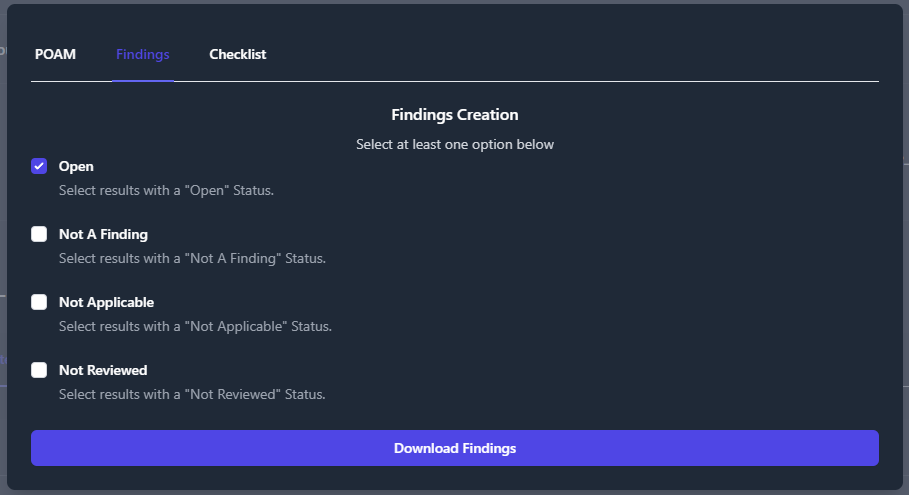 POAM Findings Checklist
Findings Creation
Select at least one option below
Open
Select results with a "Open" Status.
Not A Finding
Select results with a "Not A Finding" Status.
Not Applicable
Select results with a "Not Applicable" Status.
Not Reviewed
Select results with a "Not Reviewed" Status.
Download Findings